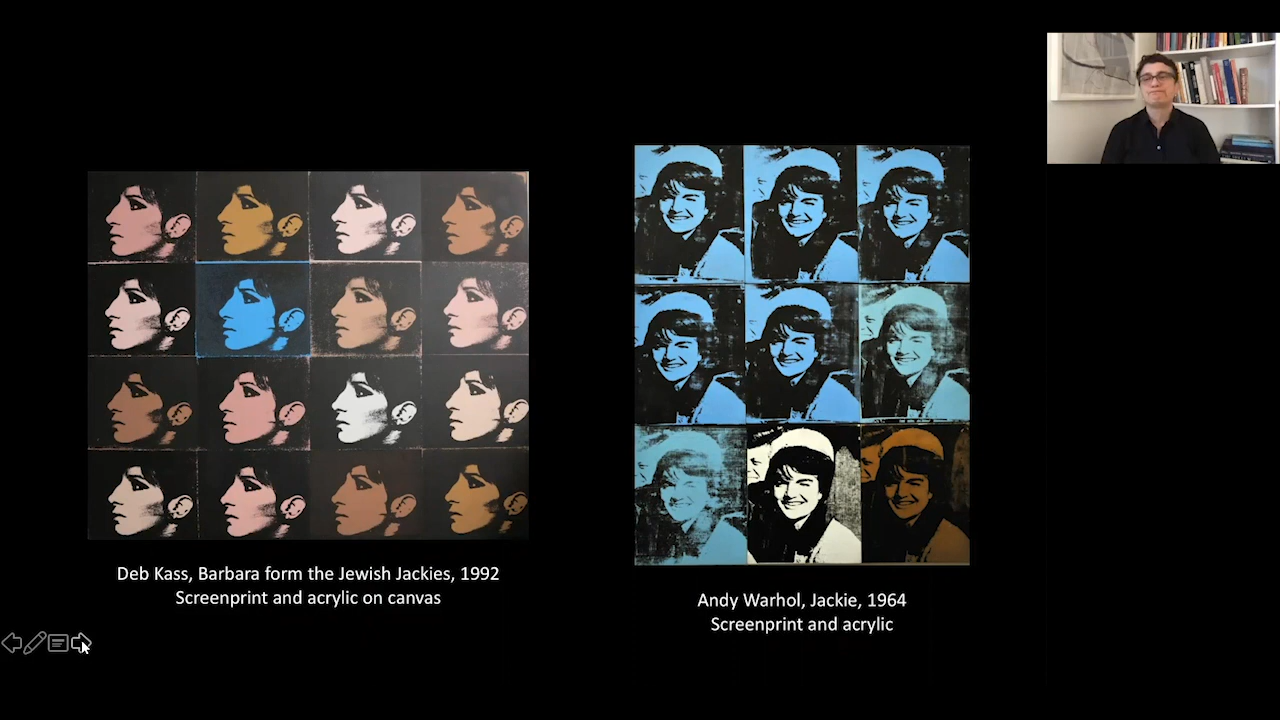 Deb Kass, Barbara form the Jewish Jackies, 1992
Screenprint and acrylic on canvas
Andy Warhol, Jackie, 1964
Screenprint and acrylic